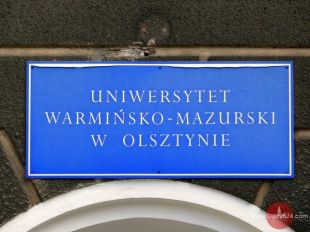 UNIWERSYTET
WARMIŃSKO-MAZURSKI
W OLSZTYNIE